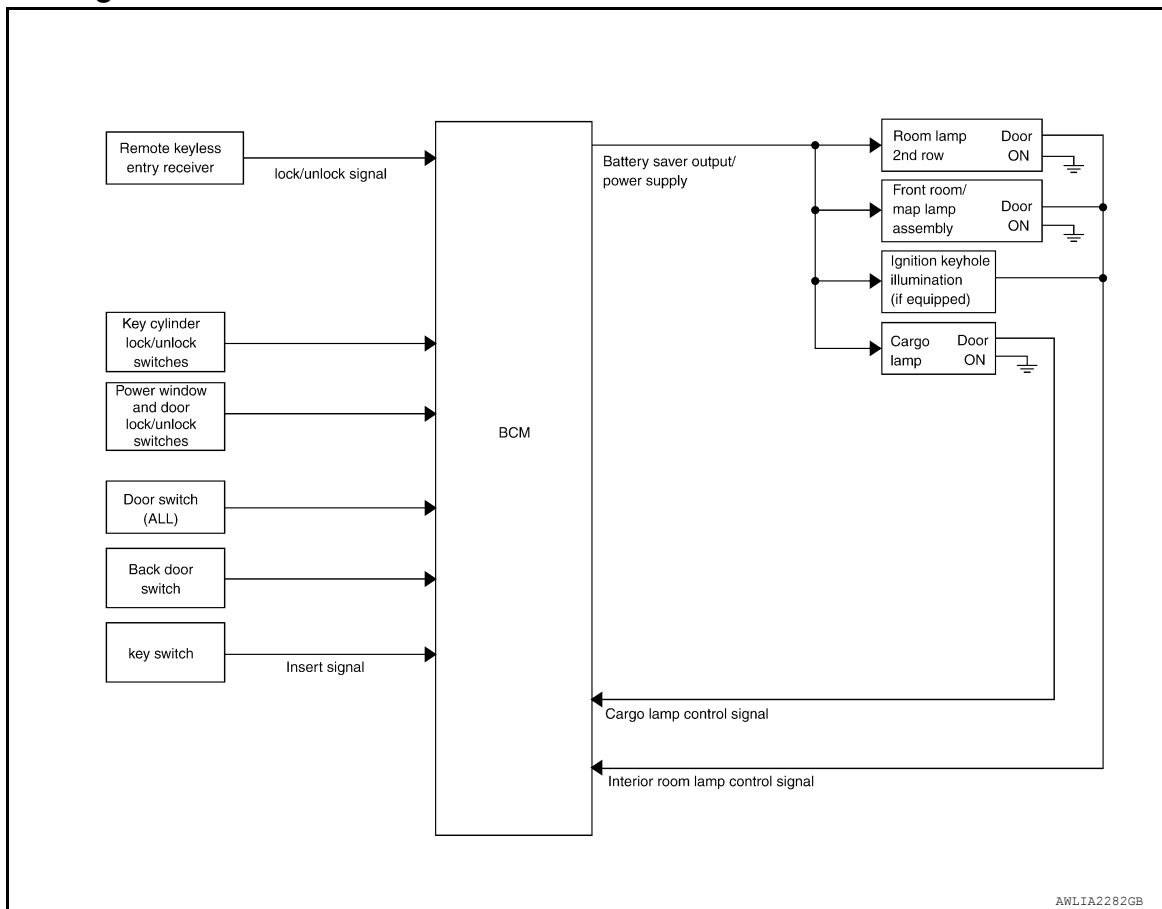 Remote keyless
entry receiver
lock/unlock signal
Key cylinder
lock/unlock
switches
Power window
and door
lock/unlock
switches
Door switch
(ALL)
Back door
switch
key switch
Insert signal
BCM
Battery saver output/
power supply
Room lamp Door
2nd row ON
Front room/
map lamp Door
assembly ON
Ignition keyhole
illumination
(if equipped)
Cargo Door
lamp ON
Cargo lamp control signal
Interior room lamp control signal
AWLIA2282GB